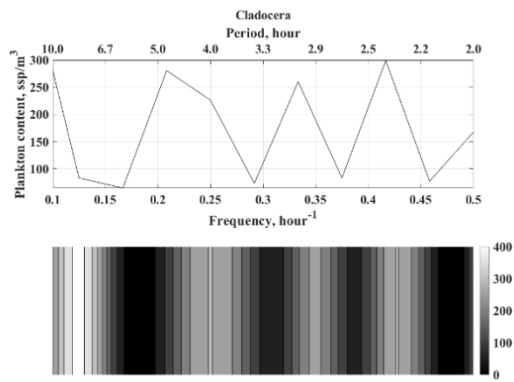 Cladocera
Period, hour
10.0 6.7 5.0 4.0 3.3 2.9 2.5 2.2 2.0
Plankton content, ssp/m³
300
250
200
150
100
0.1 0.15 0.2 0.25 0.3 0.35 0.4 0.45 0.5
Frequency, hour⁻¹
400
300
200
100
0